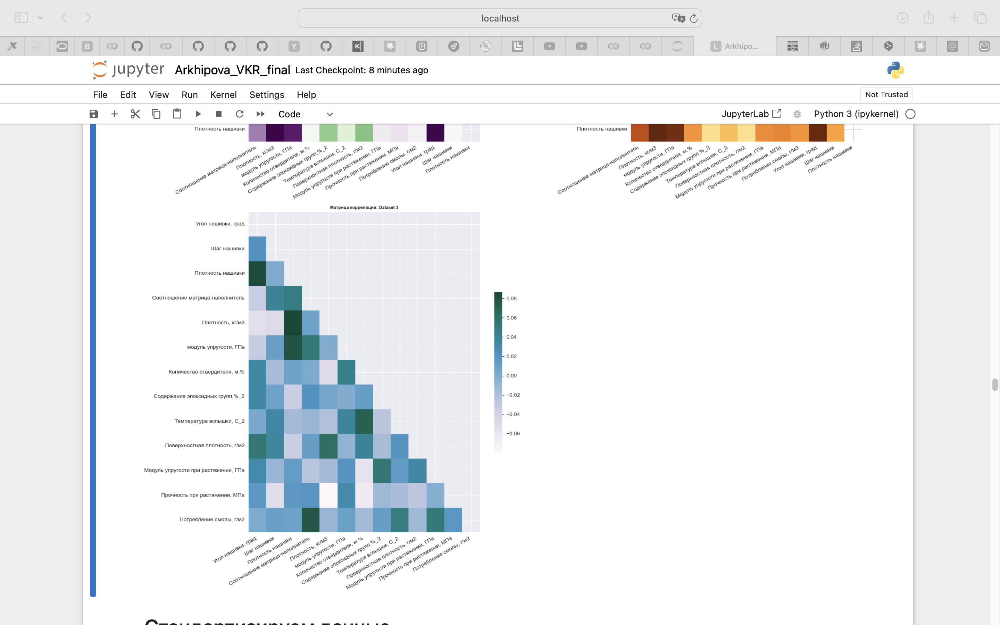 localhost
Arkhipo...
RU
jupyter Arkhipova_VKR_final Last Checkpoint: 8 minutes ago
File Edit View Run Kernel Settings Help Not Trusted
Code JupyterLab Python 3 (ipykernel)
Плотность нашивки
Соотношение матрица-наполнитель
Плотность, кг/м3
модуль упругости, ГПа
Количество отвердителя, м.%
Содержание эпоксидных групп,%_2
Температура вспышки, С_2
Поверхностная плотность, г/м2
Модуль упругости при растяжении, ГПа
Прочность при растяжении, МПа
Потребление смолы, г/м2
Угол нашивки, град
Шаг нашивки
Плотность нашивки
Плотность нашивки
Соотношение матрица-наполнитель
Плотность, кг/м3
модуль упругости, ГПа
Количество отвердителя, м.%
Содержание эпоксидных групп,%_2
Температура вспышки, С_2
Поверхностная плотность, г/м2
Модуль упругости при растяжении, ГПа
Прочность при растяжении, МПа
Потребление смолы, г/м2
Угол нашивки, град
Шаг нашивки
Плотность нашивки
Матрица корреляции: Dataset 3
Угол нашивки, град
Шаг нашивки
Плотность нашивки
Соотношение матрица-наполнитель
Плотность, кг/м3
модуль упругости, ГПа
Количество отвердителя, м.%
Содержание эпоксидных групп,%_2
Температура вспышки, С_2
Поверхностная плотность, г/м2
Модуль упругости при растяжении, ГПа
Прочность при растяжении, МПа
Потребление смолы, г/м2
0.08
0.06
0.04
0.02
0.00
−0.02
−0.04
−0.06
Угол нашивки, град
Шаг нашивки
Плотность нашивки
Соотношение матрица-наполнитель
Плотность, кг/м3
модуль упругости, ГПа
Количество отвердителя, м.%
Содержание эпоксидных групп,%_2
Температура вспышки, С_2
Поверхностная плотность, г/м2
Модуль упругости при растяжении, ГПа
Прочность при растяжении, МПа
Потребление смолы, г/м2
Стандартизируем данные